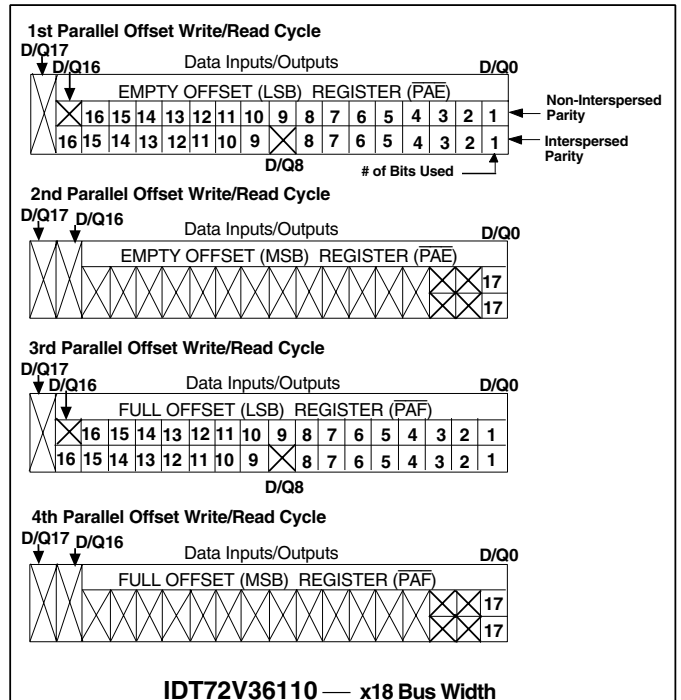 1st Parallel Offset Write/Read Cycle
D/Q17
D/Q16 Data Inputs/Outputs D/Q0
EMPTY OFFSET (LSB) REGISTER (PAE)
16 15 14 13 12 11 10 9 8 7 6 5 4 3 2 1
Non-Interspersed
Parity
16 15 14 13 12 11 10 9 8 7 6 5 4 3 2 1
Interspersed
Parity
D/Q8
# of Bits Used
2nd Parallel Offset Write/Read Cycle
D/Q17 D/Q16
Data Inputs/Outputs D/Q0
EMPTY OFFSET (MSB) REGISTER (PAE)
17
17
3rd Parallel Offset Write/Read Cycle
D/Q17
D/Q16 Data Inputs/Outputs D/Q0
FULL OFFSET (LSB) REGISTER (PAF)
16 15 14 13 12 11 10 9 8 7 6 5 4 3 2 1
16 15 14 13 12 11 10 9 8 7 6 5 4 3 2 1
D/Q8
4th Parallel Offset Write/Read Cycle
D/Q17 D/Q16
Data Inputs/Outputs D/Q0
FULL OFFSET (MSB) REGISTER (PAF)
17
17
IDT72V36110 — x18 Bus Width